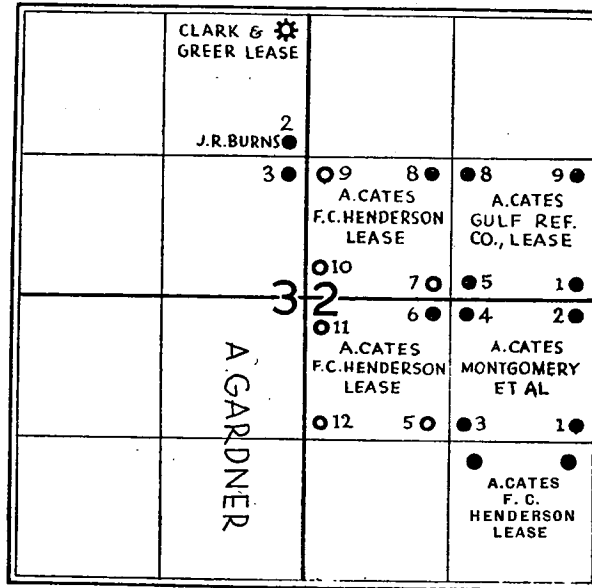 CLARK &
GREER LEASE
2
J.R.BURNS
3
9 8
A.CATES
F.C.HENDERSON
LEASE
10
7
8 9
A.CATES
GULF REF.
CO., LEASE
5 1
32
11
6
A.CATES
F.C.HENDERSON
LEASE
12 5
4 2
A.CATES
MONTGOMERY
ET AL
3 1
A.GARDNER
A.CATES
F. C.
HENDERSON
LEASE